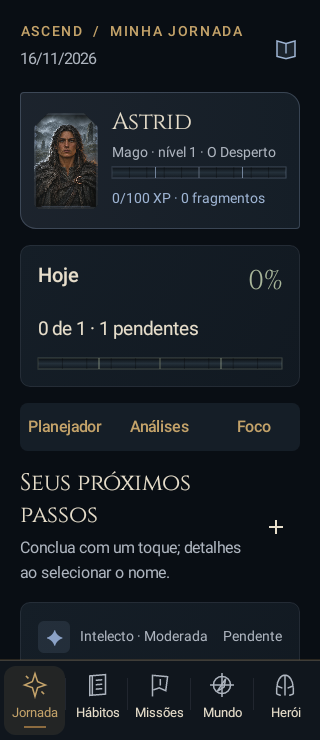 ASCEND / MINHA JORNADA
16/11/2026
Astrid
Mago · nível 1 · O Desperto
0/100 XP · 0 fragmentos
Hoje
0%
0 de 1 · 1 pendentes
Planejador Análises Foco
Seus próximos
passos
+
Conclua com um toque; detalhes
ao selecionar o nome.
Intelecto · Moderada Pendente
Jornada Hábitos Missões Mundo Herói